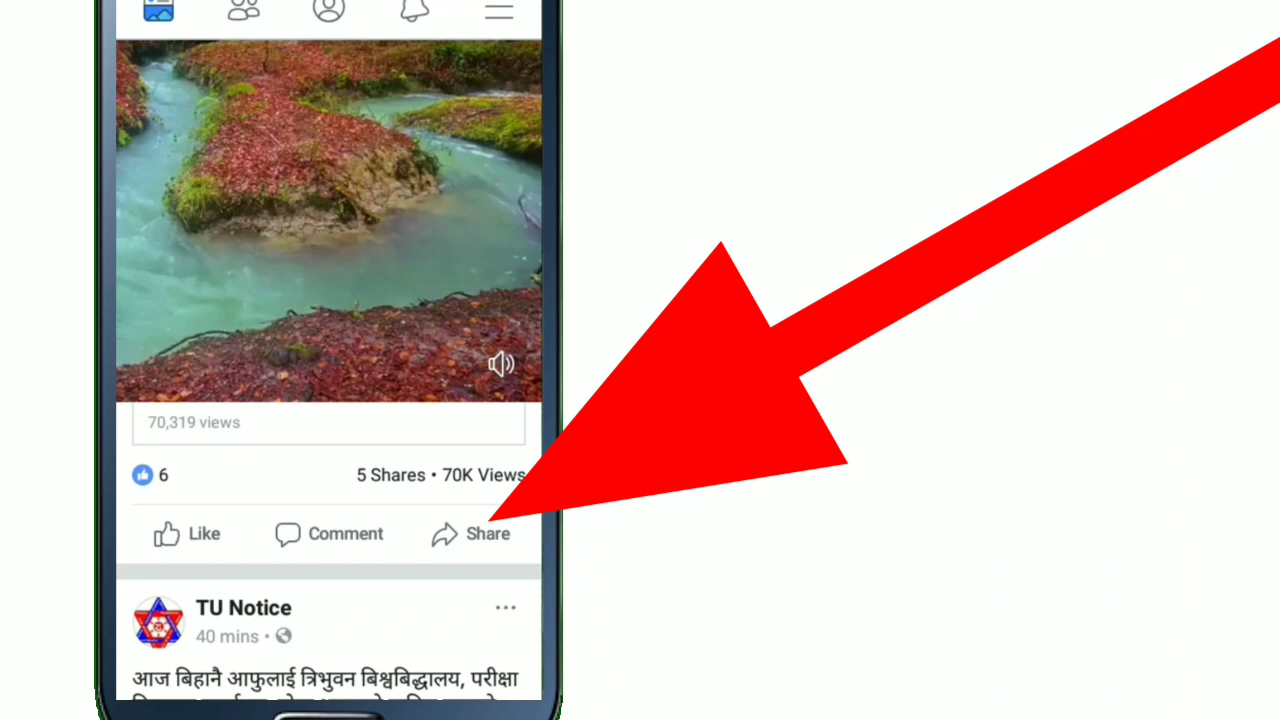 70,319 views
6
5 Shares • 70K Views
Like
Comment
Share
TU Notice
40 mins •
आज बिहानै आफुलाई त्रिभुवन बिश्वबिद्धालय, परीक्षा